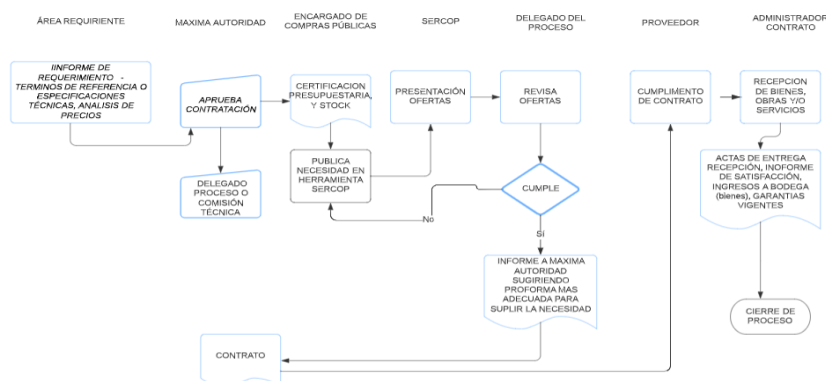 ÁREA REQUIRIENTE
MAXIMA AUTORIDAD
ENCARGADO DE
COMPRAS PÚBLICAS
SERCOP
DELEGADO DEL
PROCESO
PROVEEDOR
ADMINISTRADOR
CONTRATO
IINFORME DE
REQUERIMIENTO -
TERMINOS DE REFERENCIA O
ESPECIFICACIONES
TÉCNICAS, ANALISIS DE
PRECIOS
APRUEBA
CONTRATACIÓN
CERTIFICACION
PRESUPUESTARIA,
Y STOCK
PRESENTACIÓN
OFERTAS
REVISA
OFERTAS
CUMPLIMENTO
DE CONTRATO
RECEPCION
DE BIENES,
OBRAS Y/O
SERVICIOS
DELEGADO
PROCESO O
COMISIÓN
TÉCNICA
PUBLICA
NECESIDAD EN
HERRAMIENTA
SERCOP
CUMPLE
No
Sí
ACTAS DE ENTREGA
RECEPCIÓN, INOFORME
DE SATISFACCIÓN,
INGRESOS A BODEGA
(bienes), GARANTIAS
VIGENTES
INFORME A MAXIMA
AUTORIDAD
SUGIRIENDO
PROFORMA MAS
ADECUADA PARA
SUPLIR LA NECESIDAD
CIERRE DE
PROCESO
CONTRATO